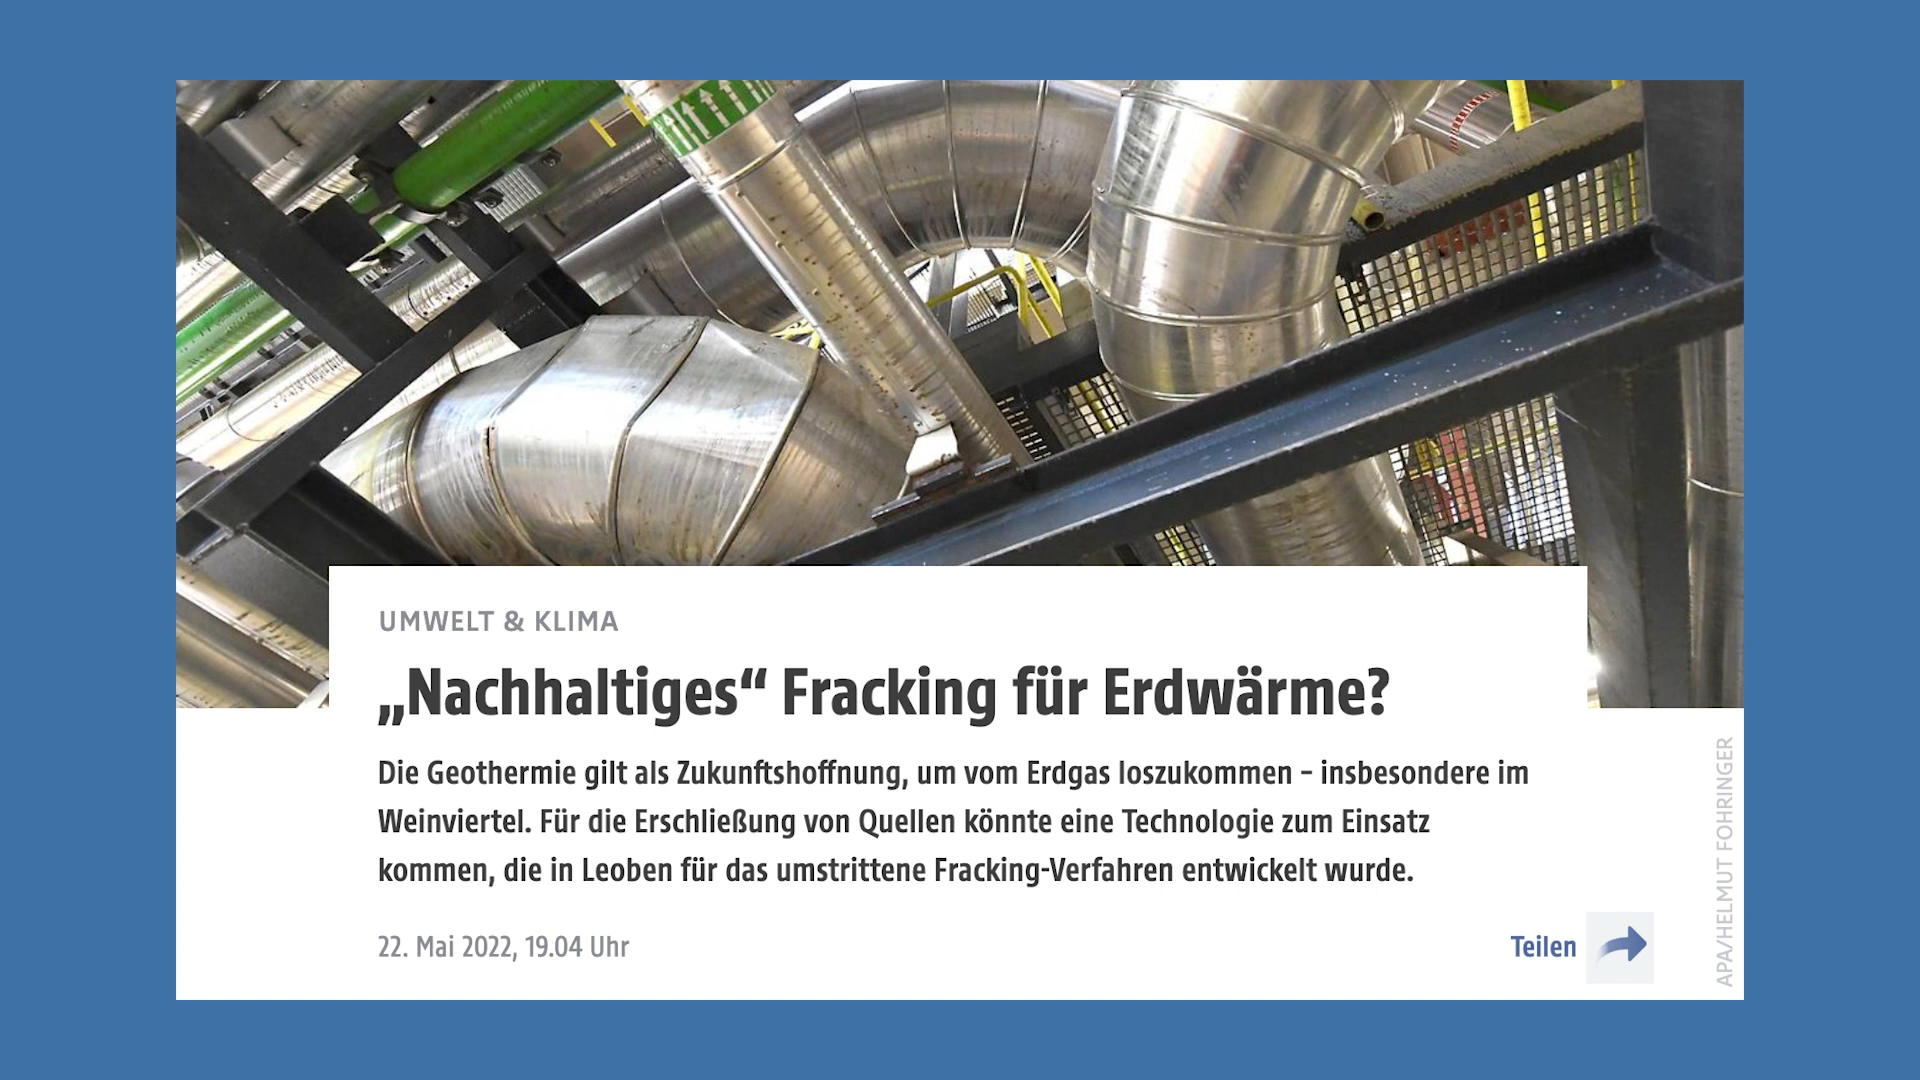 UMWELT & KLIMA
„Nachhaltiges“ Fracking für Erdwärme?
Die Geothermie gilt als Zukunftshoffnung, um vom Erdgas loszukommen – insbesondere im
Weinviertel. Für die Erschließung von Quellen könnte eine Technologie zum Einsatz
kommen, die in Leoben für das umstrittene Fracking-Verfahren entwickelt wurde.
22. Mai 2022, 19.04 Uhr
Teilen
APA/HELMUT FOHRINGER